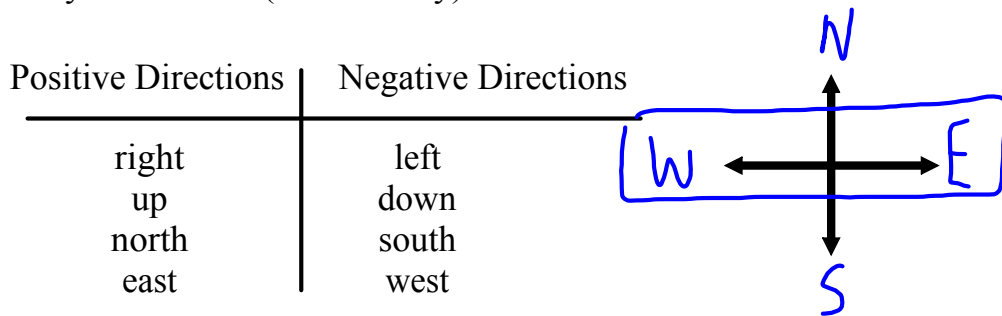 N
Positive Directions Negative Directions
W E
right left
up down
north south
east west
S